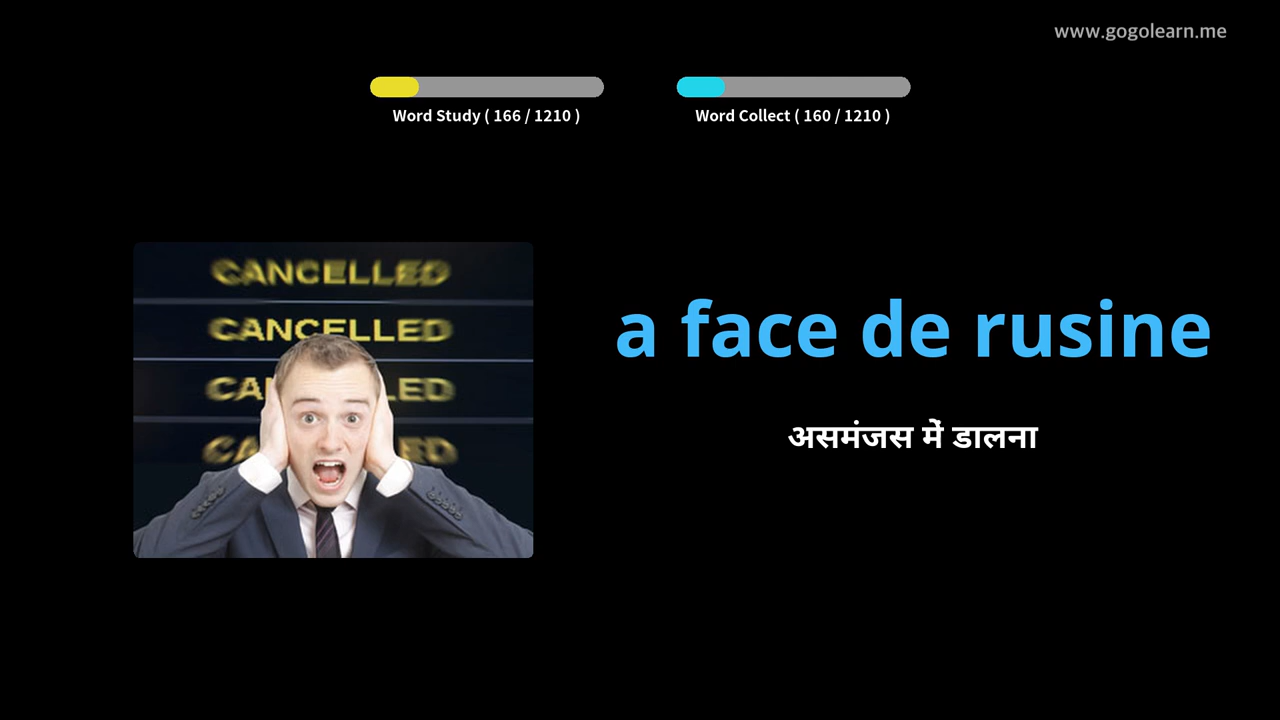 www.gogolearn.me
Word Study ( 166 / 1210 )
Word Collect ( 160 / 1210 )
CANCELLED
CANCELLED
a face de rusine
असमंजस में डालना